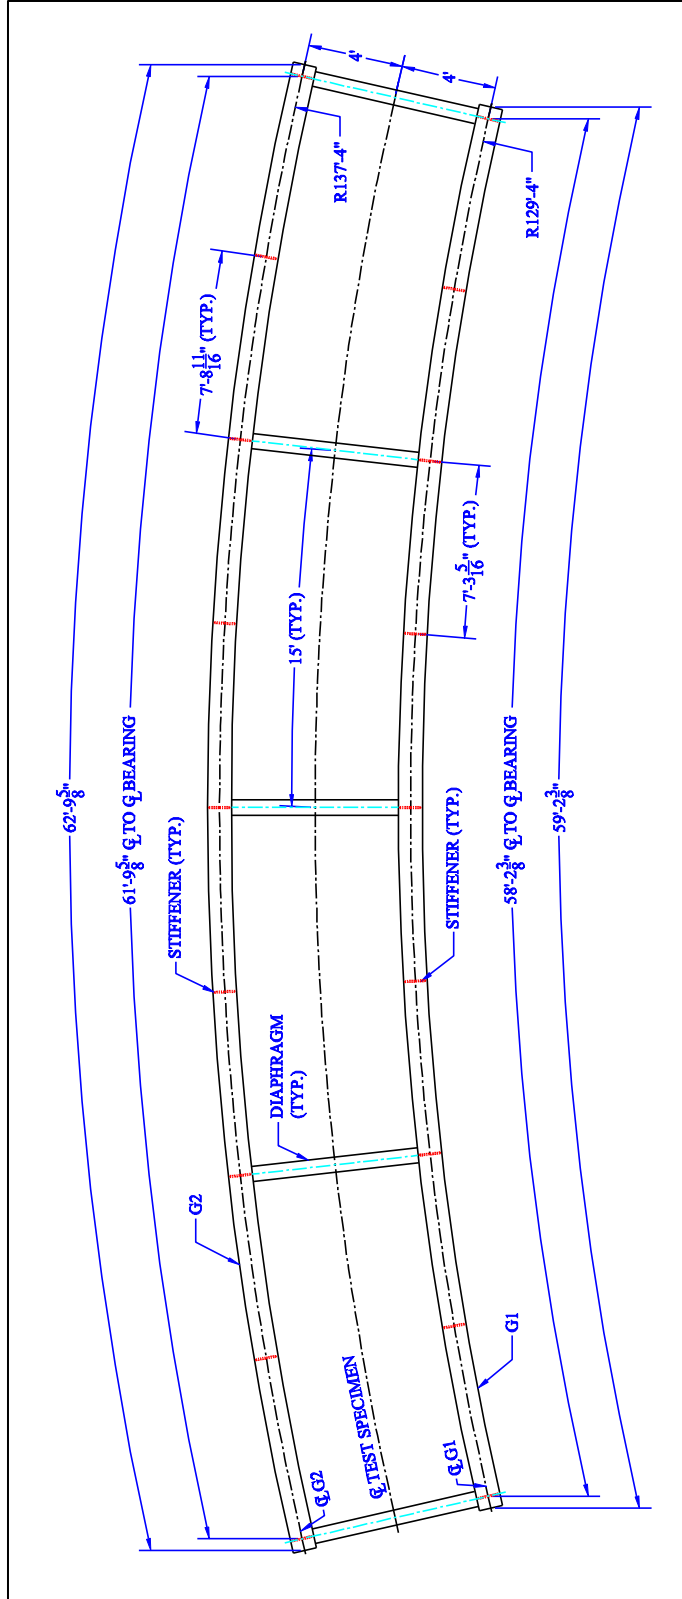 62'-9 5/8"
61'-9 5/8" ℄ TO ℄ BEARING
STIFFENER (TYP.)
G2
℄ G2
7'-8 11/16" (TYP.)
4'
4'
R137'-4"
15' (TYP.)
DIAPHRAGM
(TYP.)
℄ TEST SPECIMEN
R129'-4"
7'-3 5/16" (TYP.)
STIFFENER (TYP.)
℄ G1
G1
58'-2 3/8" ℄ TO ℄ BEARING
59'-2 3/8"